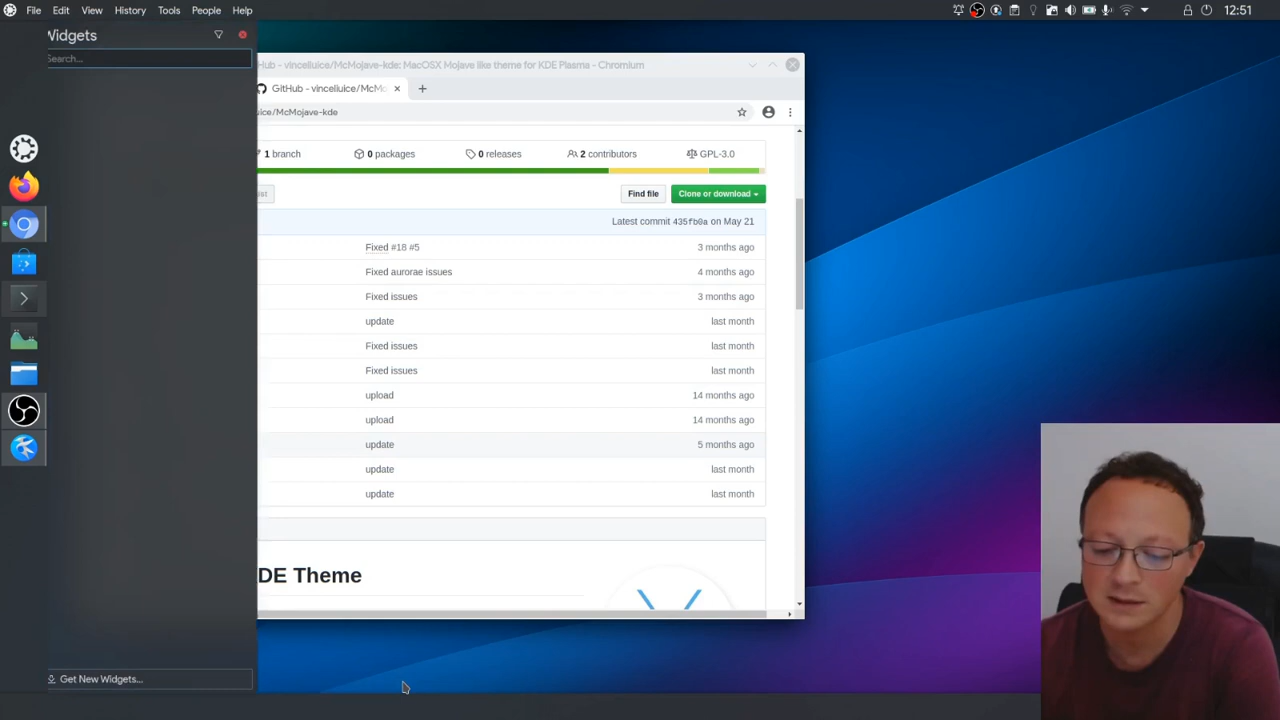 File Edit View History Tools People Help
12:51
Widgets
Search...
Hub - vinceliuice/McMojave-kde: MacOSX Mojave like theme for KDE Plasma - Chromium
GitHub - vinceliuice/McMo
uice/McMojave-kde
1 branch 0 packages 0 releases 2 contributors GPL-3.0
Find file Clone or download
Latest commit 435fb0a on May 21
Fixed #18 #5 3 months ago
Fixed aurorae issues 4 months ago
Fixed issues 3 months ago
update last month
Fixed issues last month
Fixed issues last month
upload 14 months ago
upload 14 months ago
update 5 months ago
update last month
update last month
DE Theme
Get New Widgets...